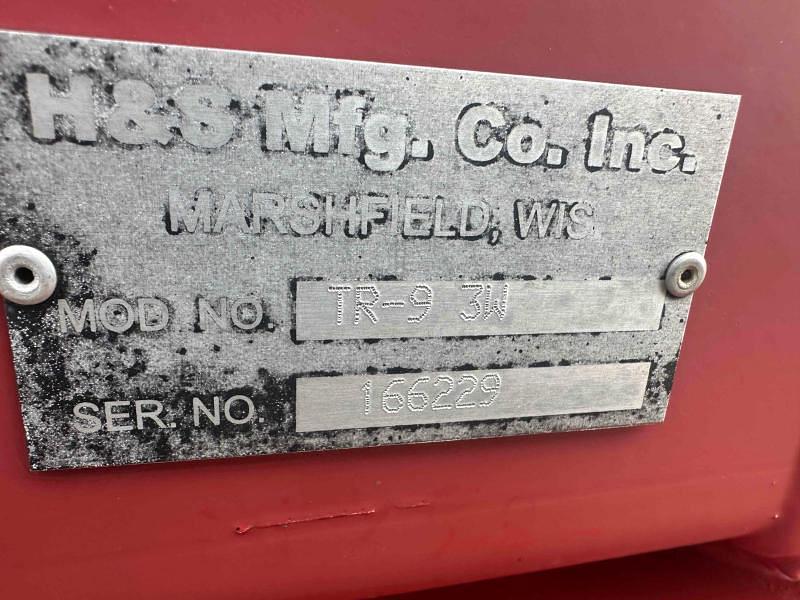 H&S Mfg. Co. Inc.
MARSHFIELD, WIS.
MOD. NO. TR-9 3W
SER. NO. 166229